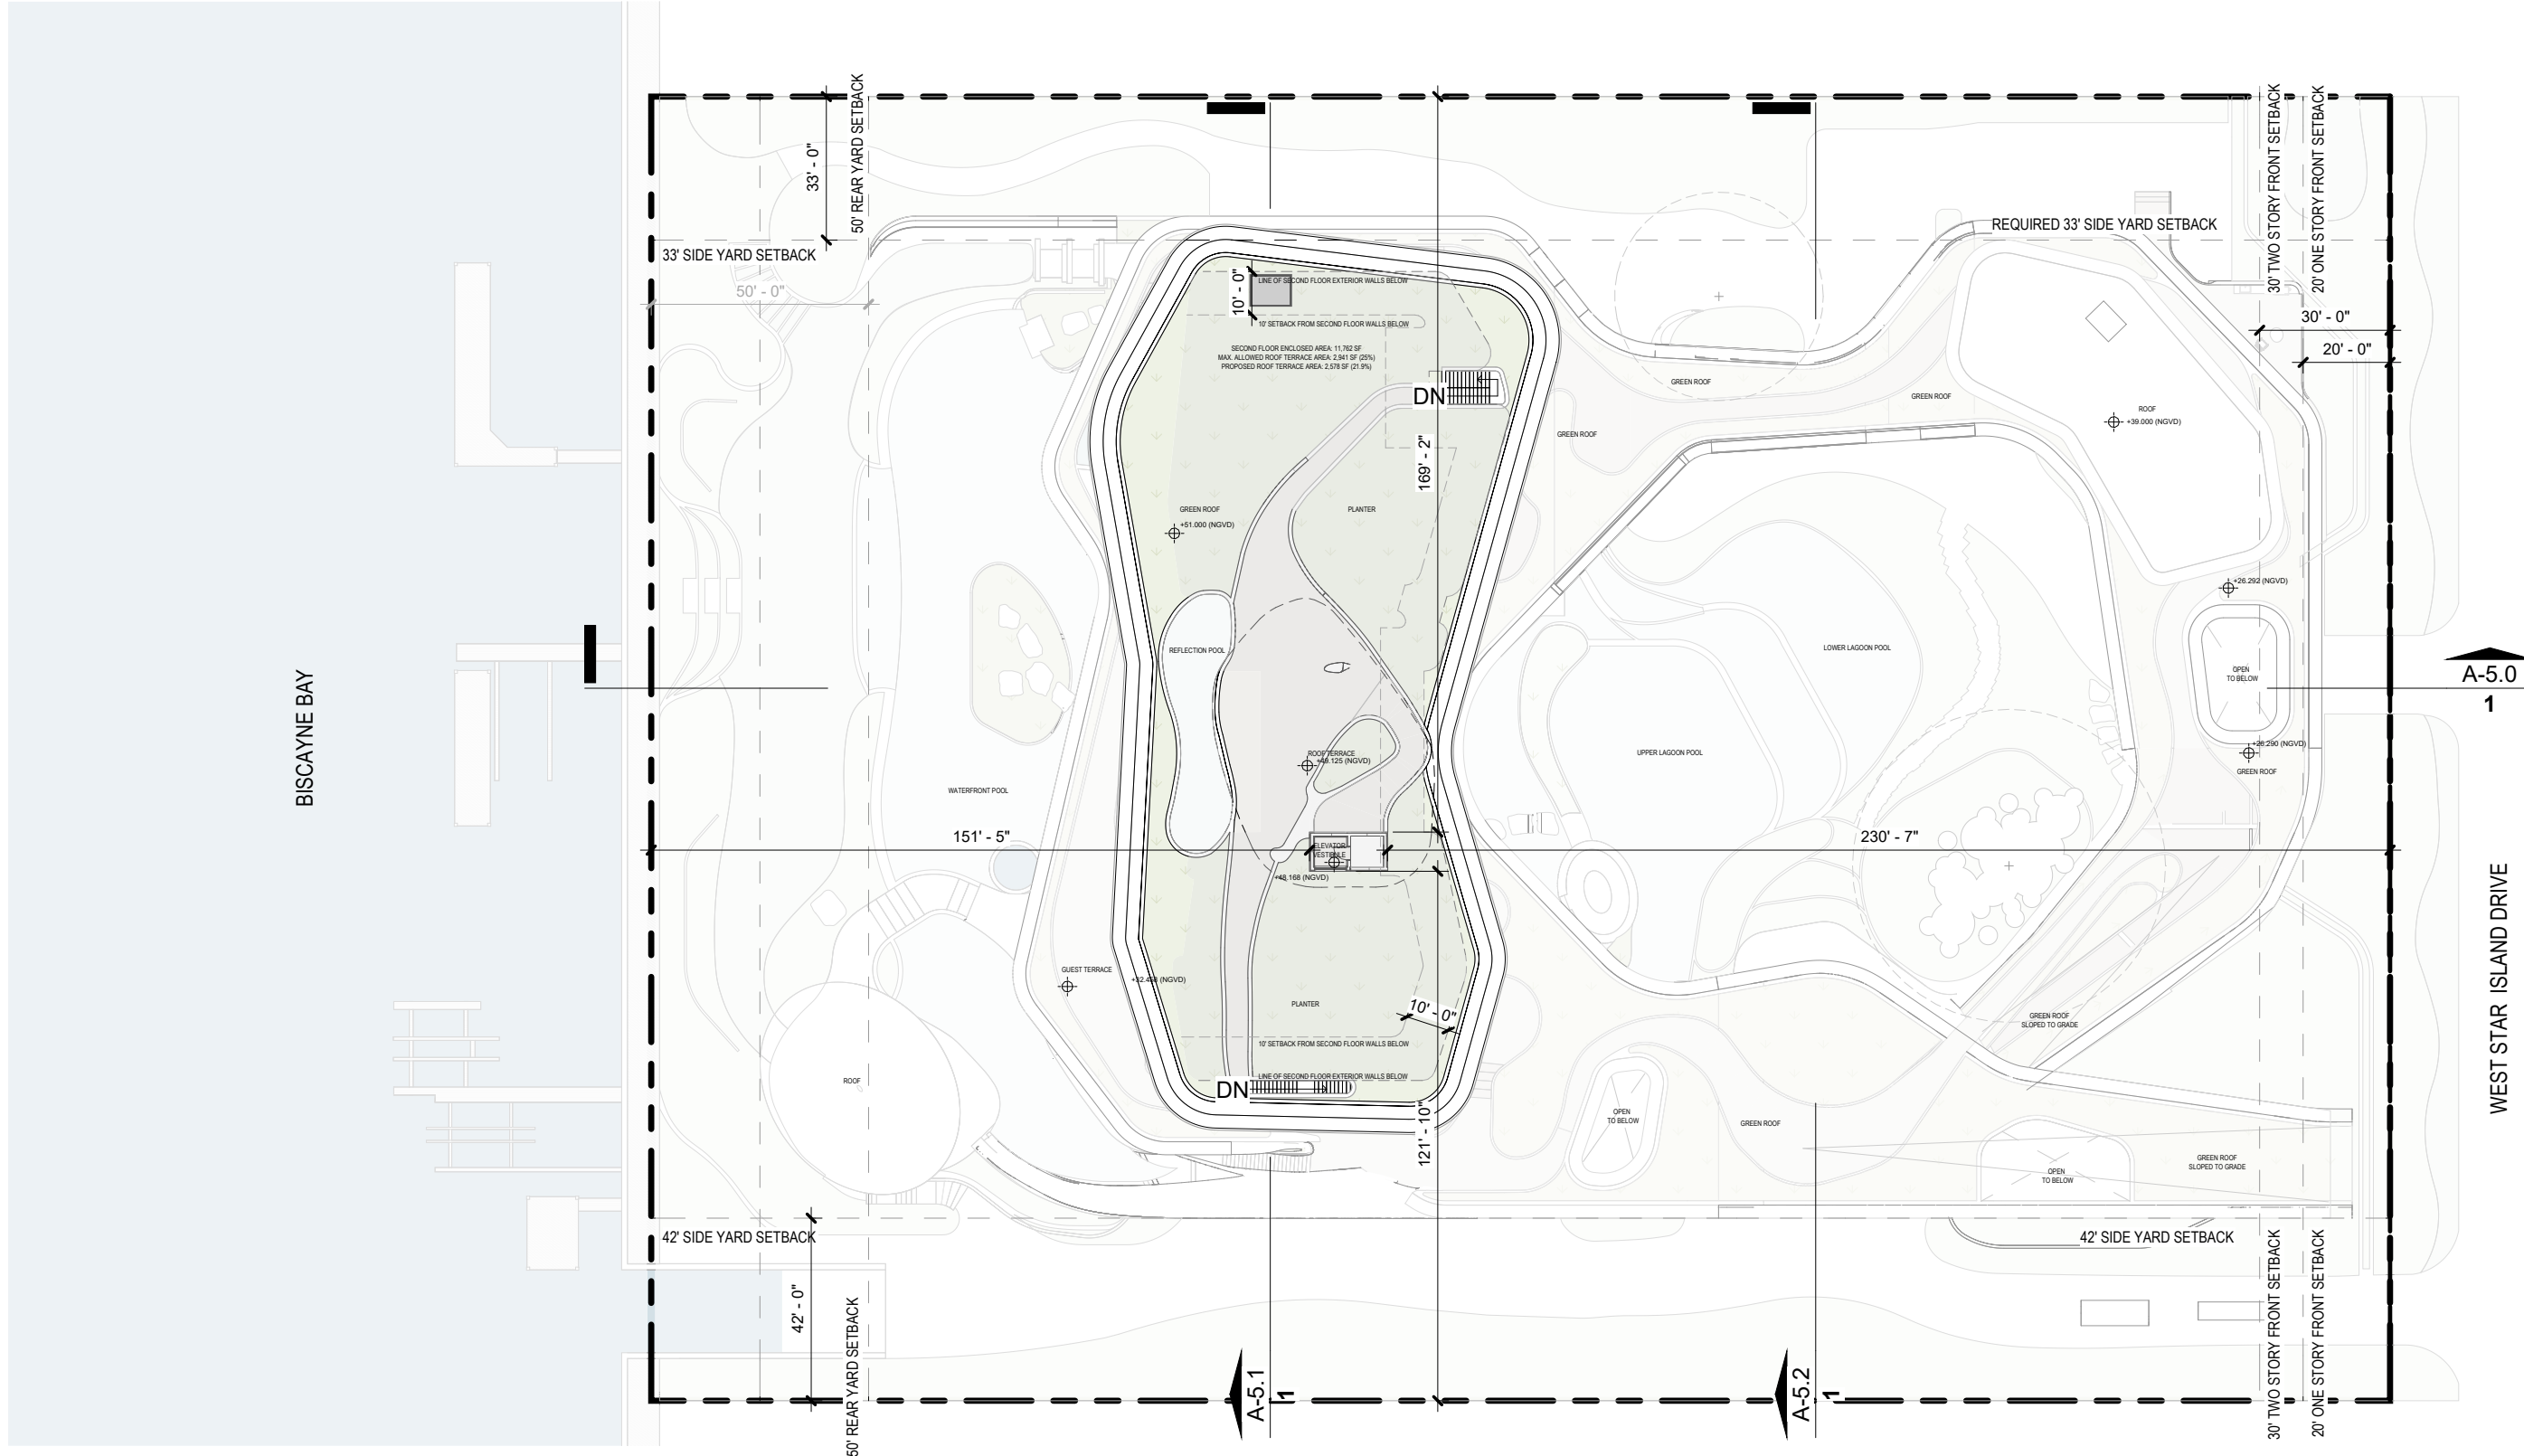 50' REAR YARD SETBACK
33' - 0"
33' SIDE YARD SETBACK
50' - 0"
30' TWO STORY FRONT SETBACK
20' ONE STORY FRONT SETBACK
REQUIRED 33' SIDE YARD SETBACK
30' - 0"
20' - 0"
10' - 0"
LINE OF SECOND FLOOR EXTERIOR WALLS BELOW
10' SETBACK FROM SECOND FLOOR WALLS BELOW
SECOND FLOOR ENCLOSED AREA: 11,762 SF
MAX. ALLOWED ROOF TERRACE AREA: 2,941 SF (25%)
PROPOSED ROOF TERRACE AREA: 2,578 SF (21.9%)
DN
169' - 2"
GREEN ROOF
GREEN ROOF
GREEN ROOF
ROOF
+39.000 (NGVD)
GREEN ROOF
+51.000 (NGVD)
PLANTER
+26.292 (NGVD)
REFLECTION POOL
LOWER LAGOON POOL
OPEN
TO BELOW
A-5.0
1
BISCAYNE BAY
UPPER LAGOON POOL
+26.290 (NGVD)
GREEN ROOF
ROOF TERRACE
+49.125 (NGVD)
WATERFRONT POOL
151' - 5"
230' - 7"
ELEVATOR
VESTIBULE
+48.168 (NGVD)
WEST STAR ISLAND DRIVE
GUEST TERRACE
(NGVD)
PLANTER
10' - 0"
GREEN ROOF
SLOPED TO GRADE
10' SETBACK FROM SECOND FLOOR WALLS BELOW
LINE OF SECOND FLOOR EXTERIOR WALLS BELOW
DN
ROOF
121' - 10"
OPEN
TO BELOW
GREEN ROOF
OPEN
TO BELOW
GREEN ROOF
SLOPED TO GRADE
42' SIDE YARD SETBACK
42' SIDE YARD SETBACK
42' - 0"
50' REAR YARD SETBACK
A-5.1
1
A-5.2
1
30' TWO STORY FRONT SETBACK
20' ONE STORY FRONT SETBACK